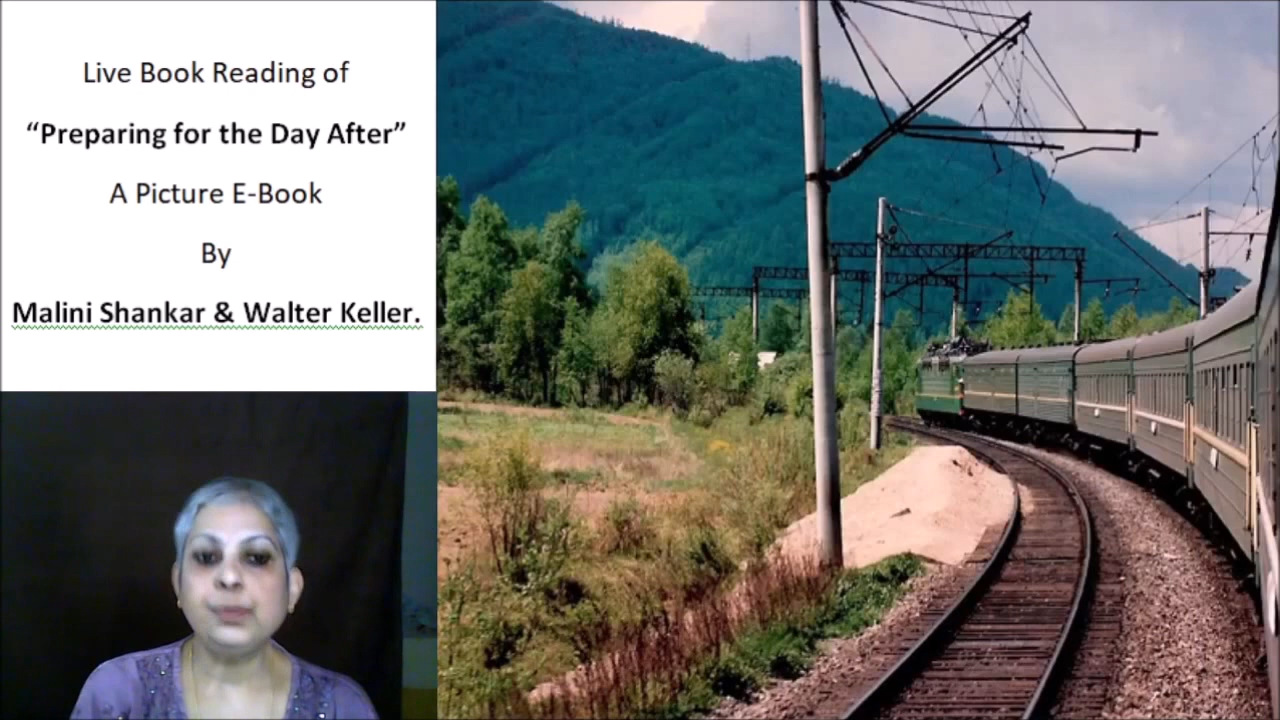 Live Book Reading of
“Preparing for the Day After”
A Picture E-Book
By
Malini Shankar & Walter Keller.